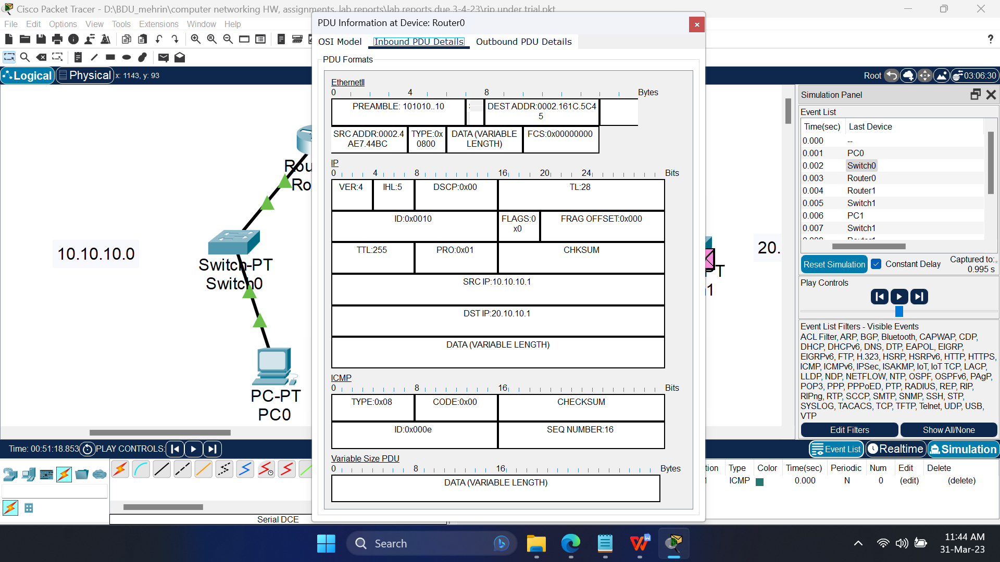 Cisco Packet Tracer - D:\BDU_mehrin\computer networking HW, assignments, lab reports\lab reports due 3-4-23\rip under trial.pkt
File Edit Options View Tools Extensions Window Help
?
Logical Physical x: 1143, y: 93
Root 03:06:30
PDU Information at Device: Router0
OSI Model Inbound PDU Details Outbound PDU Details
PDU Formats
EthernetII
0 4 8 Bytes
PREAMBLE: 101010..10
DEST ADDR:0002.161C.5C4
5
SRC ADDR:0002.4
AE7.44BC
TYPE:0x
0800
DATA (VARIABLE
LENGTH)
FCS:0x00000000
IP
0 4 8 16 20 24 Bits
VER:4 IHL:5 DSCP:0x00 TL:28
ID:0x0010 FLAGS:0
x0
FRAG OFFSET:0x000
TTL:255 PRO:0x01 CHKSUM
SRC IP:10.10.10.1
DST IP:20.10.10.1
DATA (VARIABLE LENGTH)
ICMP
0 8 16 Bits
TYPE:0x08 CODE:0x00 CHECKSUM
ID:0x000e SEQ NUMBER:16
Variable Size PDU
0 8 16 Bytes
DATA (VARIABLE LENGTH)
Rou
Ro
10.10.10.0
Switch-PT
Switch0
PC-PT
PC0
20.
PT
1
Simulation Panel
Event List
Time(sec) Last Device
0.000 --
0.001 PC0
0.002 Switch0
0.003 Router0
0.004 Router1
0.005 Switch1
0.006 PC1
0.007 Switch1
0.008 Router1
Reset Simulation Constant Delay Captured to:
0.995 s
Play Controls
Event List Filters - Visible Events
ACL Filter, ARP, BGP, Bluetooth, CAPWAP, CDP,
DHCP, DHCPv6, DNS, DTP, EAPOL, EIGRP,
EIGRPv6, FTP, H.323, HSRP, HSRPv6, HTTP, HTTPS,
ICMP, ICMPv6, IPSec, ISAKMP, IoT, IoT TCP, LACP,
LLDP, NDP, NETFLOW, NTP, OSPF, OSPFv6, PAgP,
POP3, PPP, PPPoED, PTP, RADIUS, REP, RIP,
RIPng, RTP, SCCP, SMTP, SNMP, SSH, STP,
SYSLOG, TACACS, TCP, TFTP, Telnet, UDP, USB,
VTP
Edit Filters Show All/None
Time: 00:51:18.853 PLAY CONTROLS:
Event List Realtime Simulation
tion Type Color Time(sec) Periodic Num Edit Delete
1 ICMP 0.000 N 0 (edit) (delete)
Serial DCE
Search
11:44 AM
31-Mar-23